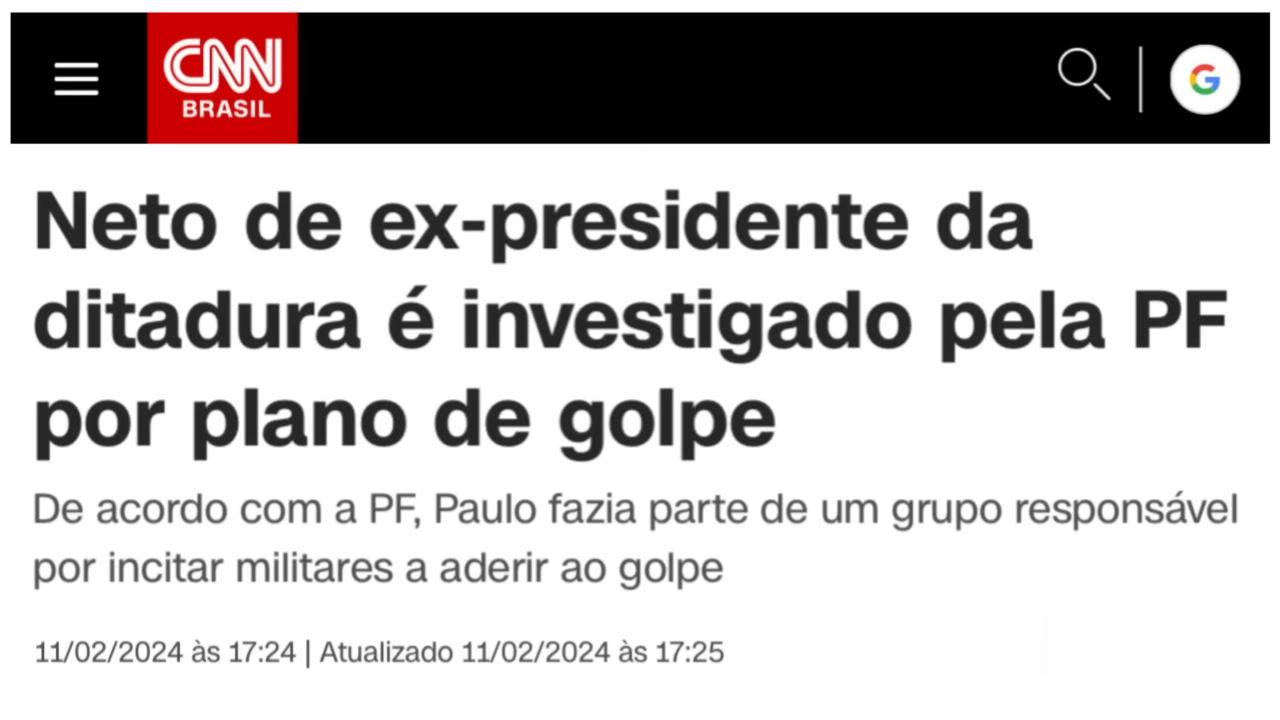 CNN
BRASIL
G
Neto de ex-presidente da
ditadura é investigado pela PF
por plano de golpe
De acordo com a PF, Paulo fazia parte de um grupo responsável
por incitar militares a aderir ao golpe
11/02/2024 às 17:24 | Atualizado 11/02/2024 às 17:25